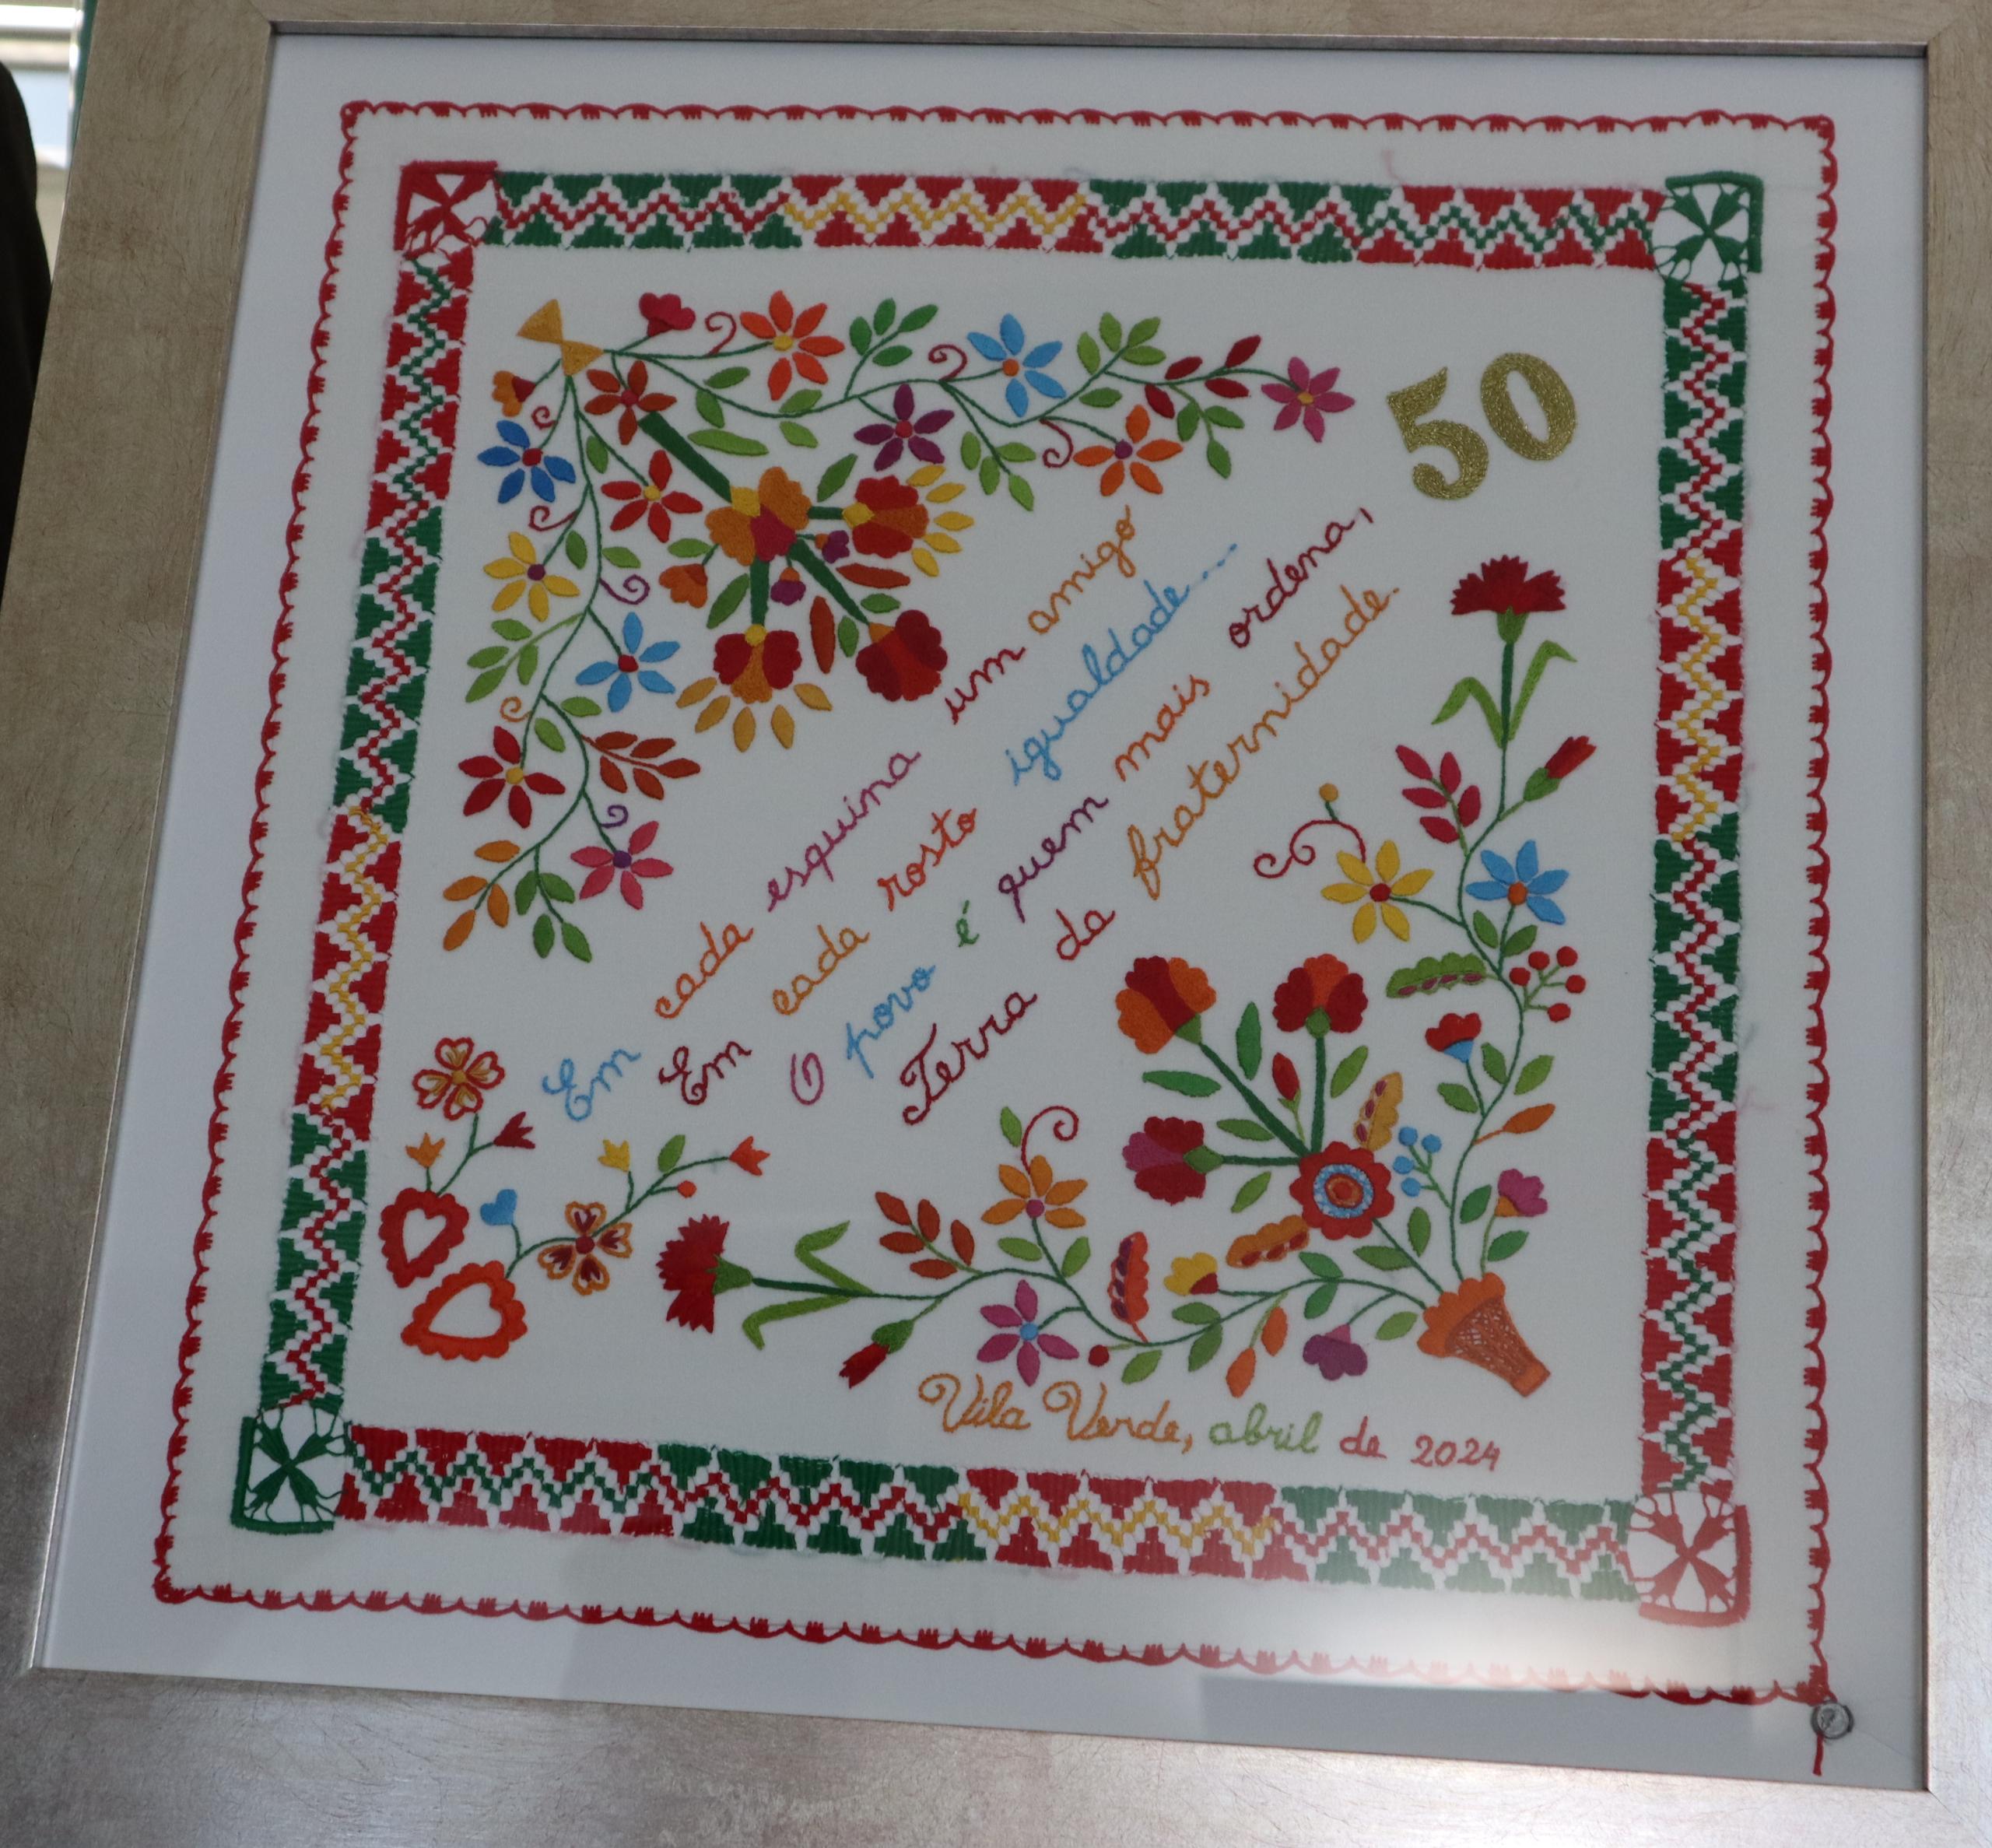 50
Em cada esquina um amigo
Em cada rosto igualdade...
O povo é quem mais ordena,
Terra da fraternidade.
Vila Verde, abril de 2024